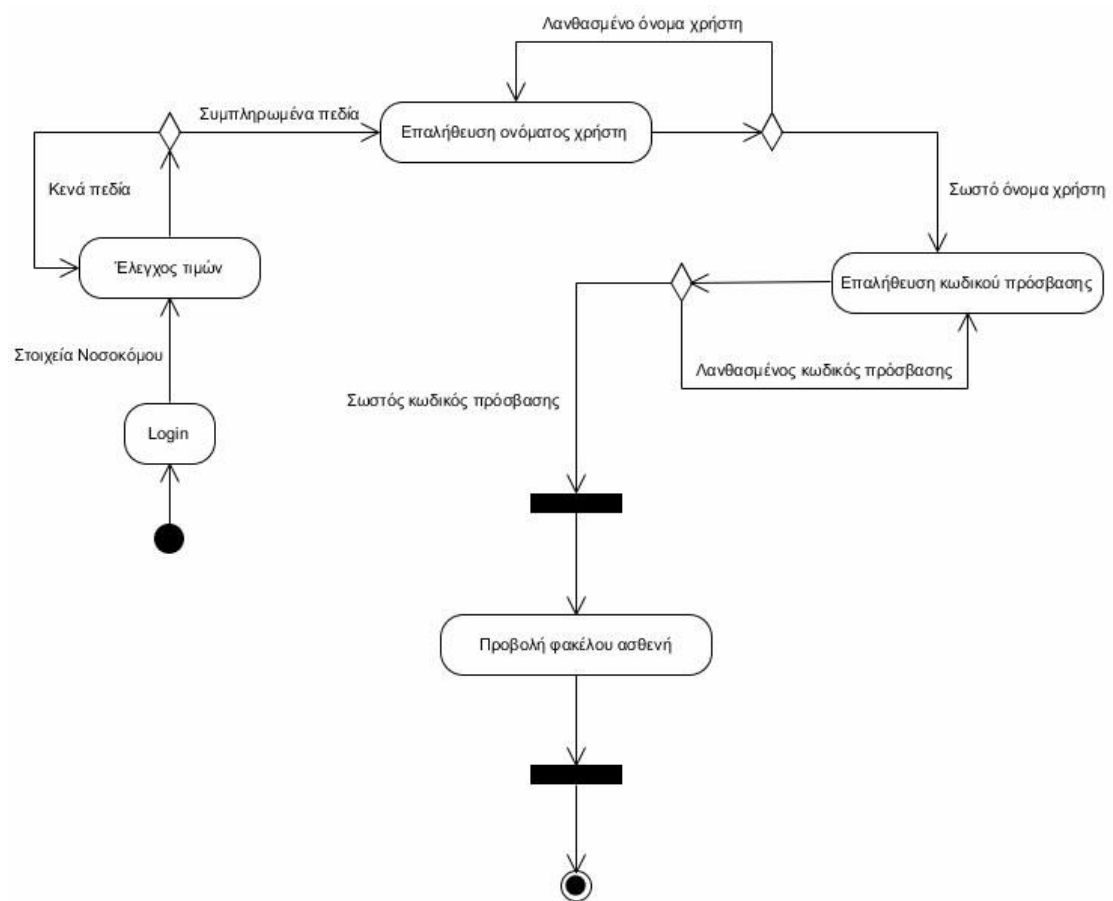 Λανθασμένο όνομα χρήστη
Συμπληρωμένα πεδία
Επαλήθευση ονόματος χρήστη
Κενά πεδία
Σωστό όνομα χρήστη
Έλεγχος τιμών
Επαλήθευση κωδικού πρόσβασης
Στοιχεία Νοσοκόμου
Λανθασμένος κωδικός πρόσβασης
Σωστός κωδικός πρόσβασης
Login
Προβολή φακέλου ασθενή